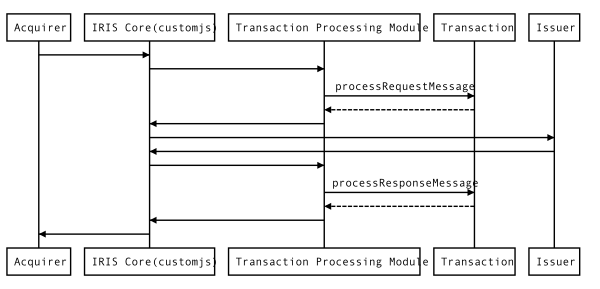 Acquirer
IRIS Core(customjs)
Transaction Processing Module
Transaction
Issuer
processRequestMessage
processResponseMessage
Acquirer
IRIS Core(customjs)
Transaction Processing Module
Transaction
Issuer